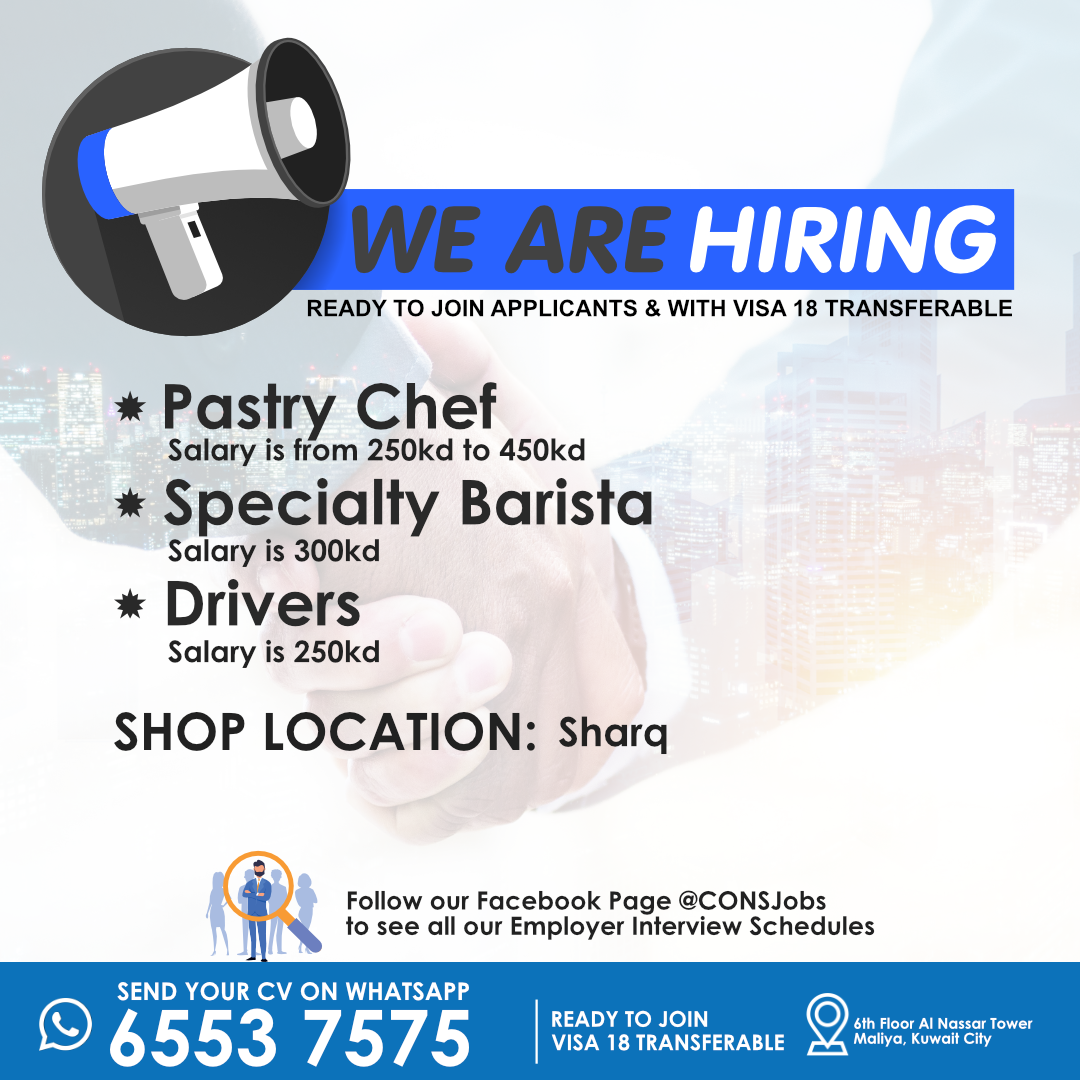 WE ARE HIRING
READY TO JOIN APPLICANTS & WITH VISA 18 TRANSFERABLE
Pastry Chef
Salary is from 250kd to 450kd
Specialty Barista
Salary is 300kd
Drivers
Salary is 250kd
SHOP LOCATION: Sharq
Follow our Facebook Page @CONSJobs
to see all our Employer Interview Schedules
SEND YOUR CV ON WHATSAPP
6553 7575
READY TO JOIN
VISA 18 TRANSFERABLE
6th Floor Al Nassar Tower
Maliya, Kuwait City